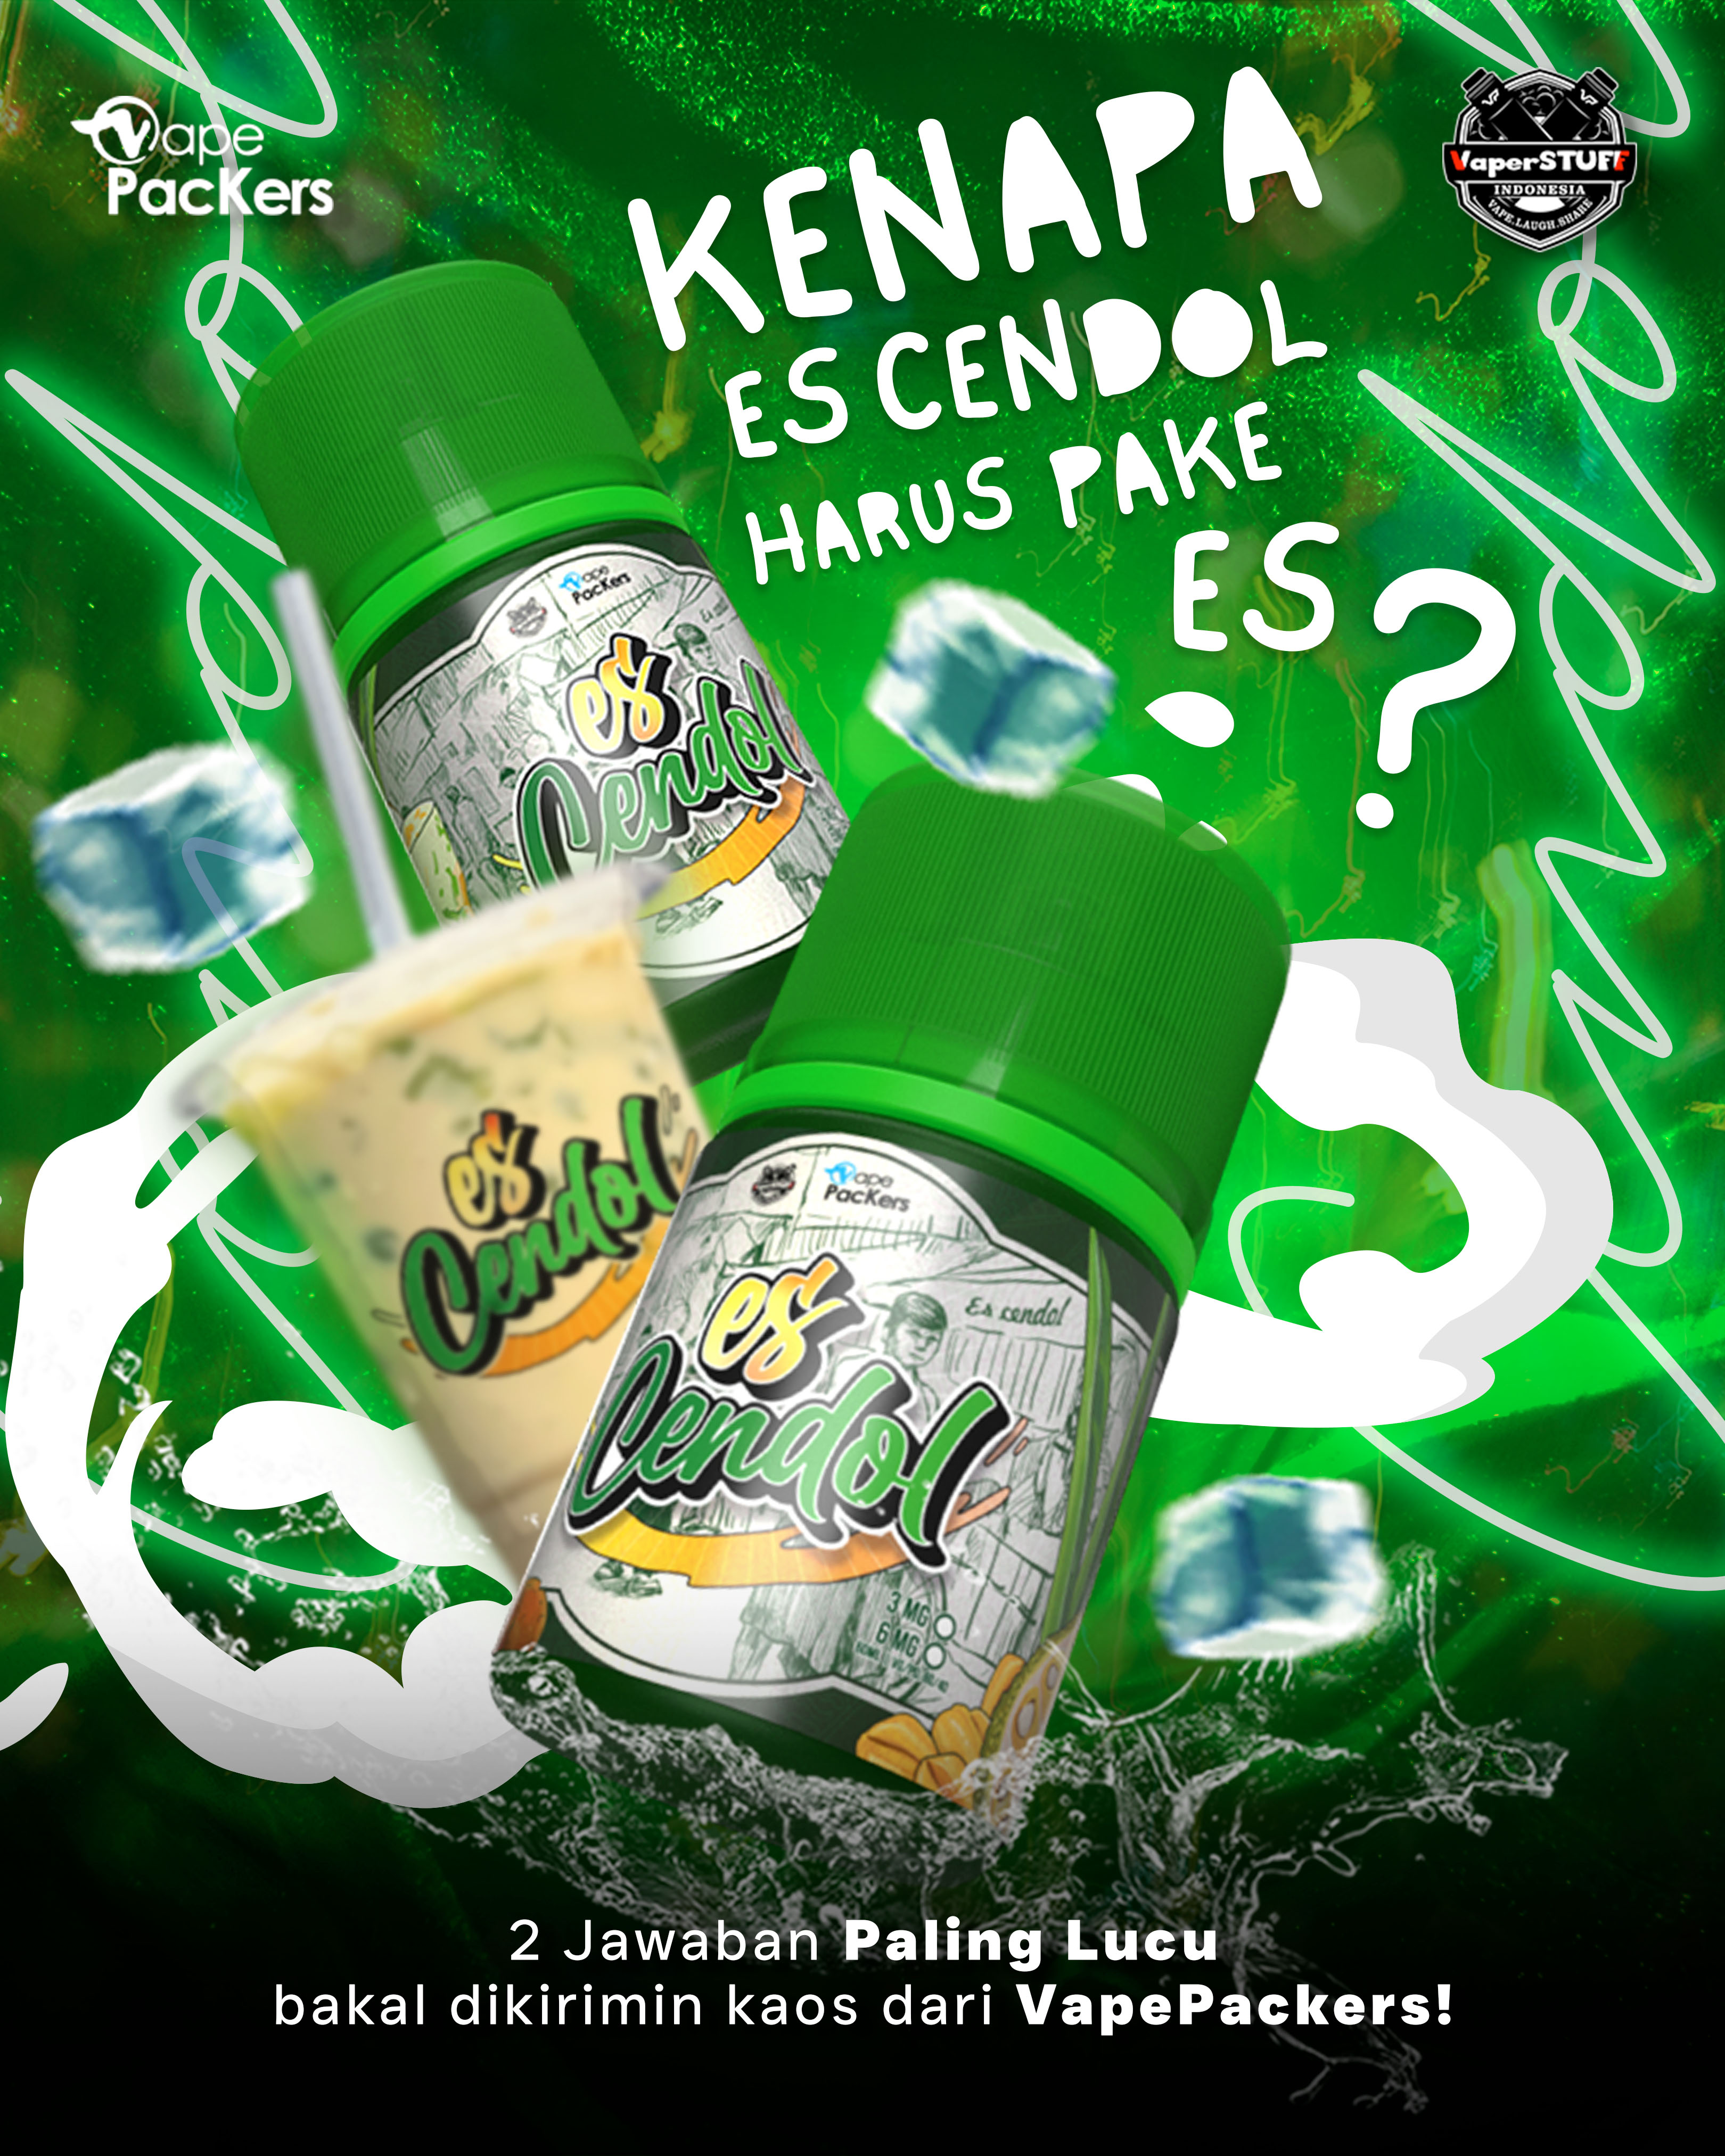 Vape
PacKers
VaperSTUFF
INDONESIA
VAPE.LAUGH.SHARE
KENAPA
ES CENDOL
HARUS PAKE
ES?
Vape
PacKers
es
Cendol
es
Cendol
Vape
PacKers
Es cendol
es
Cendol
3 MG
6 MG
2 Jawaban Paling Lucu
bakal dikirimin kaos dari VapePackers!